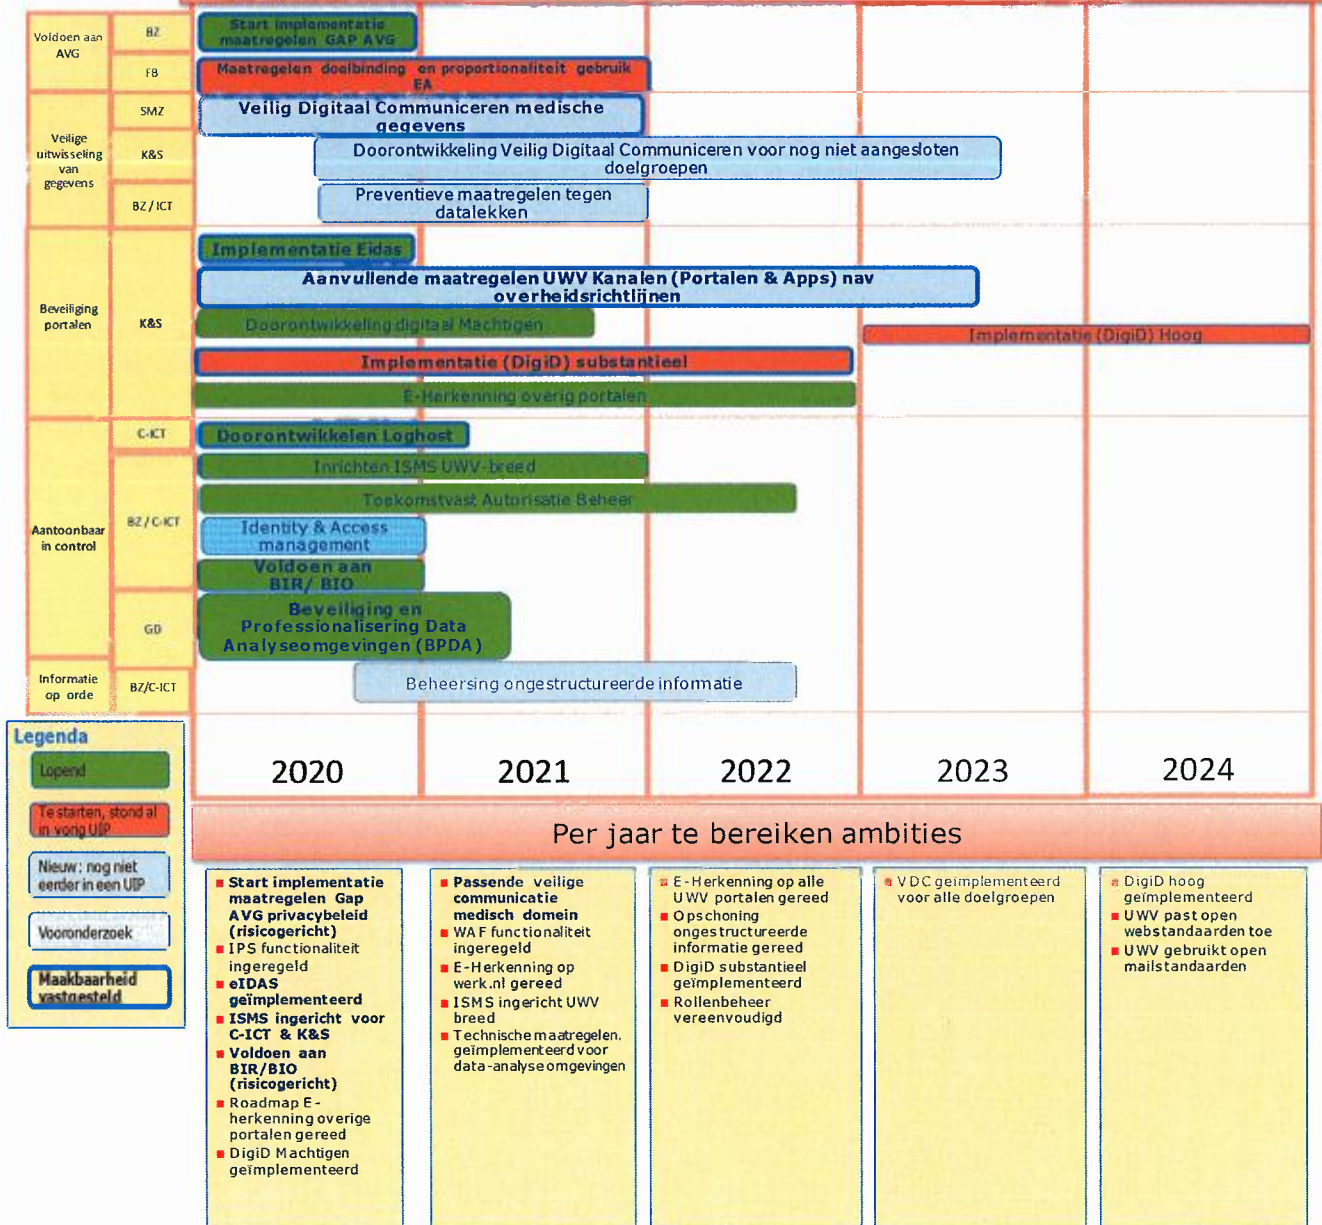 Voldoen aan
AVG
BZ
Start implementatie
maatregelen GAP AVG
FB
Maatregelen doelbinding en proportionaliteit gebruik
EA
Veilige
uitwisseling
van
gegevens
SMZ
Veilig Digitaal Communiceren medische
gegevens
K&S
Doorontwikkeling Veilig Digitaal Communiceren voor nog niet aangesloten
doelgroepen
BZ / ICT
Preventieve maatregelen tegen
datalekken
Beveiliging
portalen
K&S
Implementatie Eidas
Aanvullende maatregelen UWV Kanalen (Portalen & Apps) nav
overheidsrichtlijnen
Doorontwikkeling digitaal Machtigen
Implementatie (DigiD) Hoog
Implementatie (DigiD) substantieel
E-Herkenning overig portalen
Aantoonbaar
in control
C-ICT
Doorontwikkelen Loghost
BZ / C-ICT
Inrichten ISMS UWV-breed
Toekomstvast Autorisatie Beheer
Identity & Access
management
Voldoen aan
BIR/ BIO
GD
Beveiliging en
Professionalisering Data
Analyseomgevingen (BPDA)
Informatie
op orde
BZ/C-ICT
Beheersing ongestructureerde informatie
Legenda
Lopend
Te starten, stond al
in vorig UIP
Nieuw: nog niet
eerder in een UIP
Vooronderzoek
Maakbaarheid
vastgesteld
2020
2021
2022
2023
2024
Per jaar te bereiken ambities
Start implementatie
maatregelen Gap
AVG privacybeleid
(risicogericht)
IPS functionaliteit
ingeregeld
eIDAS
geïmplementeerd
ISMS ingericht voor
C-ICT & K&S
Voldoen aan
BIR/BIO
(risicogericht)
Roadmap E-
herkenning overige
portalen gereed
DigiD Machtigen
geïmplementeerd
Passende veilige
communicatie
medisch domein
WAF functionaliteit
ingeregeld
E-Herkenning op
werk.nl gereed
ISMS ingericht UWV
breed
Technische maatregelen.
geïmplementeerd voor
data-analyse omgevingen
E-Herkenning op alle
UWV portalen gereed
Opschoning
ongestructureerde
informatie gereed
DigiD substantieel
geïmplementeerd
Rollenbeheer
vereenvoudigd
VDC geïmplementeerd
voor alle doelgroepen
DigiD hoog
geïmplementeerd
UWV past open
webstandaarden toe
UWV gebruikt open
mailstandaarden